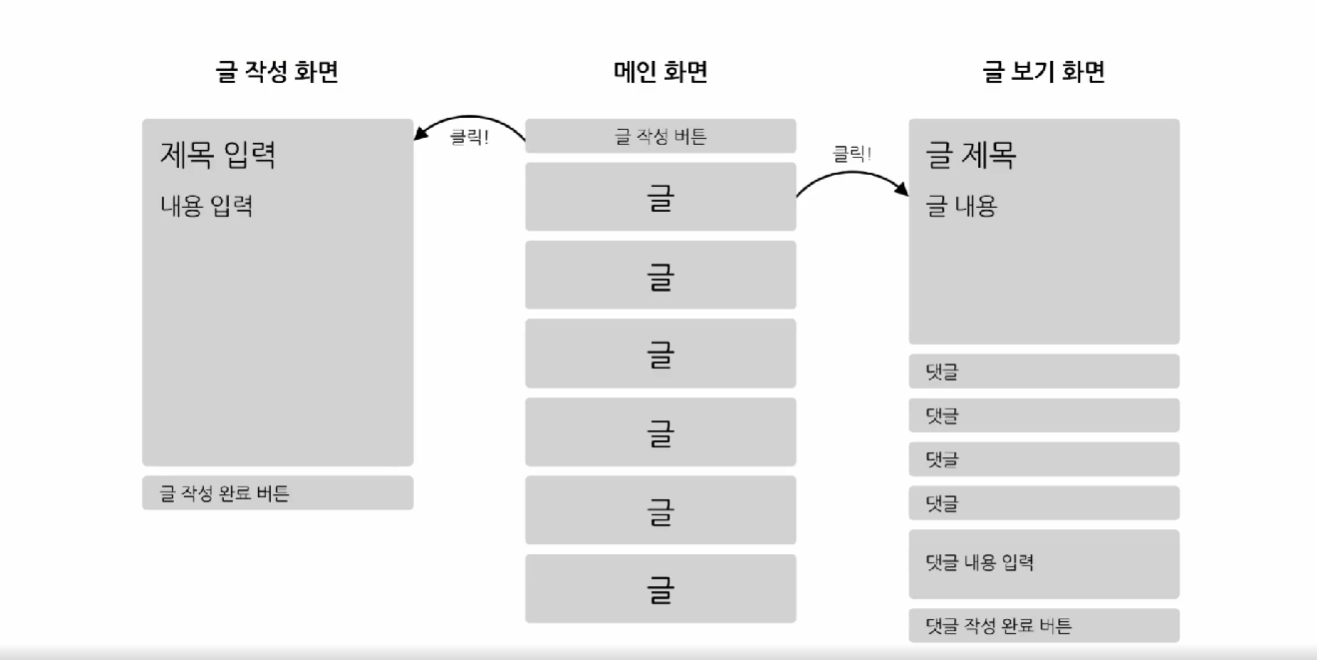 글 작성 화면
제목 입력
내용 입력
글 작성 완료 버튼
클릭!
메인 화면
글 작성 버튼
글
글
글
글
글
글
클릭!
글 보기 화면
글 제목
글 내용
댓글
댓글
댓글
댓글
댓글 내용 입력
댓글 작성 완료 버튼